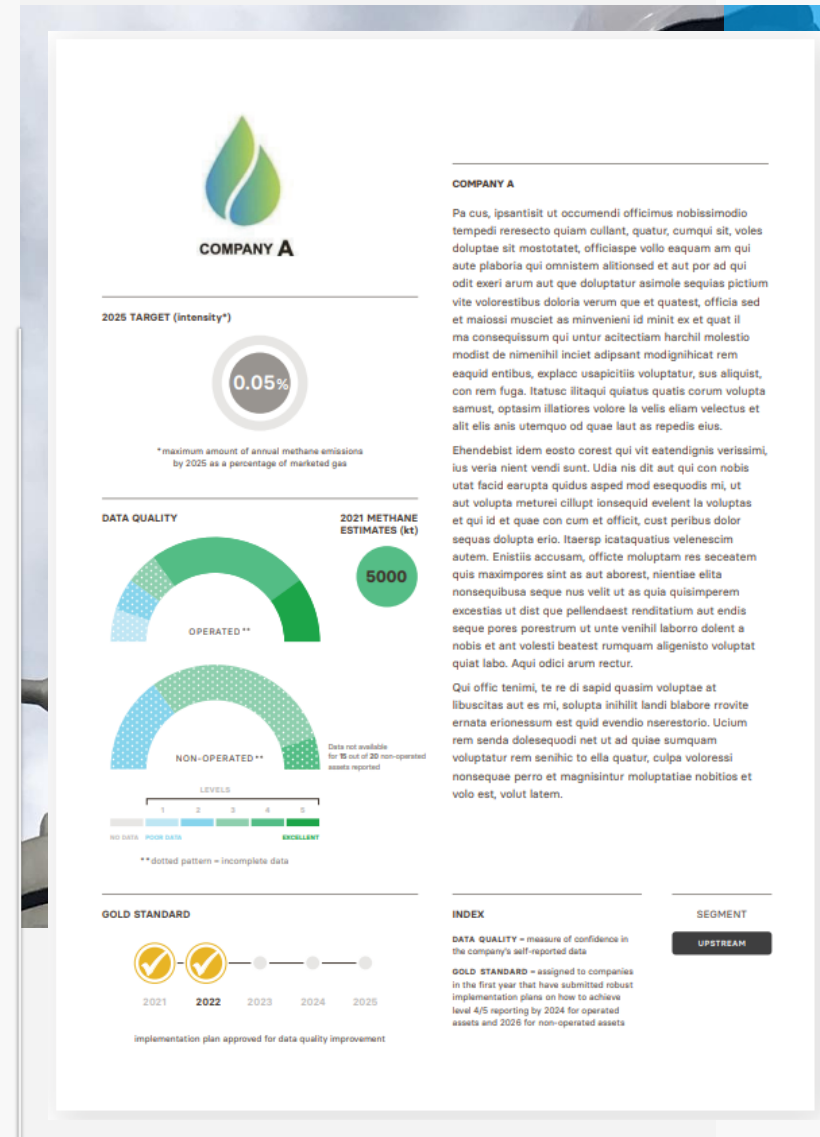 COMPANY A
2025 TARGET (intensity*)
0.05%
*maximum amount of annual methane emissions
by 2025 as a percentage of marketed gas
DATA QUALITY
2021 METHANE
ESTIMATES (kt)
5000
OPERATED**
NON-OPERATED**
Data not available
for 15 out of 20 non-operated
assets reported
LEVELS
1 2 3 4 5
NO DATA POOR DATA EXCELLENT
**dotted pattern = incomplete data
GOLD STANDARD
2021 2022 2023 2024 2025
implementation plan approved for data quality improvement
COMPANY A
Pa cus, ipsantisit ut occumendi officimus nobissimodio
tempedi reresecto quiam cullant, quatur, cumqui sit, voles
doluptae sit mostotatet, officiaspe vollo eaquam am qui
aute plaboria qui omnistem alitionsed et aut por ad qui
odit exeri arum aut que doluptatur asimole sequias pictium
vite volorestibus doloria verum que et quatest, officia sed
et maiossi musciet as minvenieni id minit ex et quat il
ma consequissum qui untur acitectiam harchil molestio
modist de nimenihil inciet adipsant modignihicat rem
eaquid entibus, explacc usapicitiis voluptatur, sus aliquist,
con rem fuga. Itatusc ilitaqui quiatus quatis corum volupta
samust, optasim illatiores volore la velis eliam velectus et
alit elis anis utemquo od quae laut as repedis eius.
Ehendebist idem eosto corest qui vit eatendignis verissimi,
ius veria nient vendi sunt. Udia nis dit aut qui con nobis
utat facid earupta quidus asped mod esequodis mi, ut
aut volupta meturei cillupt ionsequid evelent la voluptas
et qui id et quae con cum et officit, cust peribus dolor
sequas dolupta erio. Itaersp icataquatius velenescim
autem. Enistiis accusam, officte moluptam res seceatem
quis maximpores sint as aut aborest, nientiae elita
nonsequibusa seque nus velit ut as quia quisimperem
excestias ut dist que pellendaest renditatium aut endis
seque pores porestrum ut unte venihil laborro dolent a
nobis et ant volesti beatest rumquam aligenisto voluptat
quiat labo. Aqui odici arum rectur.
Qui offic tenimi, te re di sapid quasim voluptae at
libuscitas aut es mi, solupta inihilit landi blabore rrovite
ernata erionessum est quid evendio nserestorio. Ucium
rem senda dolesequodi net ut ad quiae sumquam
voluptatur rem senihic to ella quatur, culpa voloressi
nonsequae perro et magnisintur moluptatiae nobitios et
volo est, volut latem.
INDEX
DATA QUALITY = measure of confidence in
the company's self-reported data
GOLD STANDARD = assigned to companies
in the first year that have submitted robust
implementation plans on how to achieve
level 4/5 reporting by 2024 for operated
assets and 2026 for non-operated assets
SEGMENT
UPSTREAM